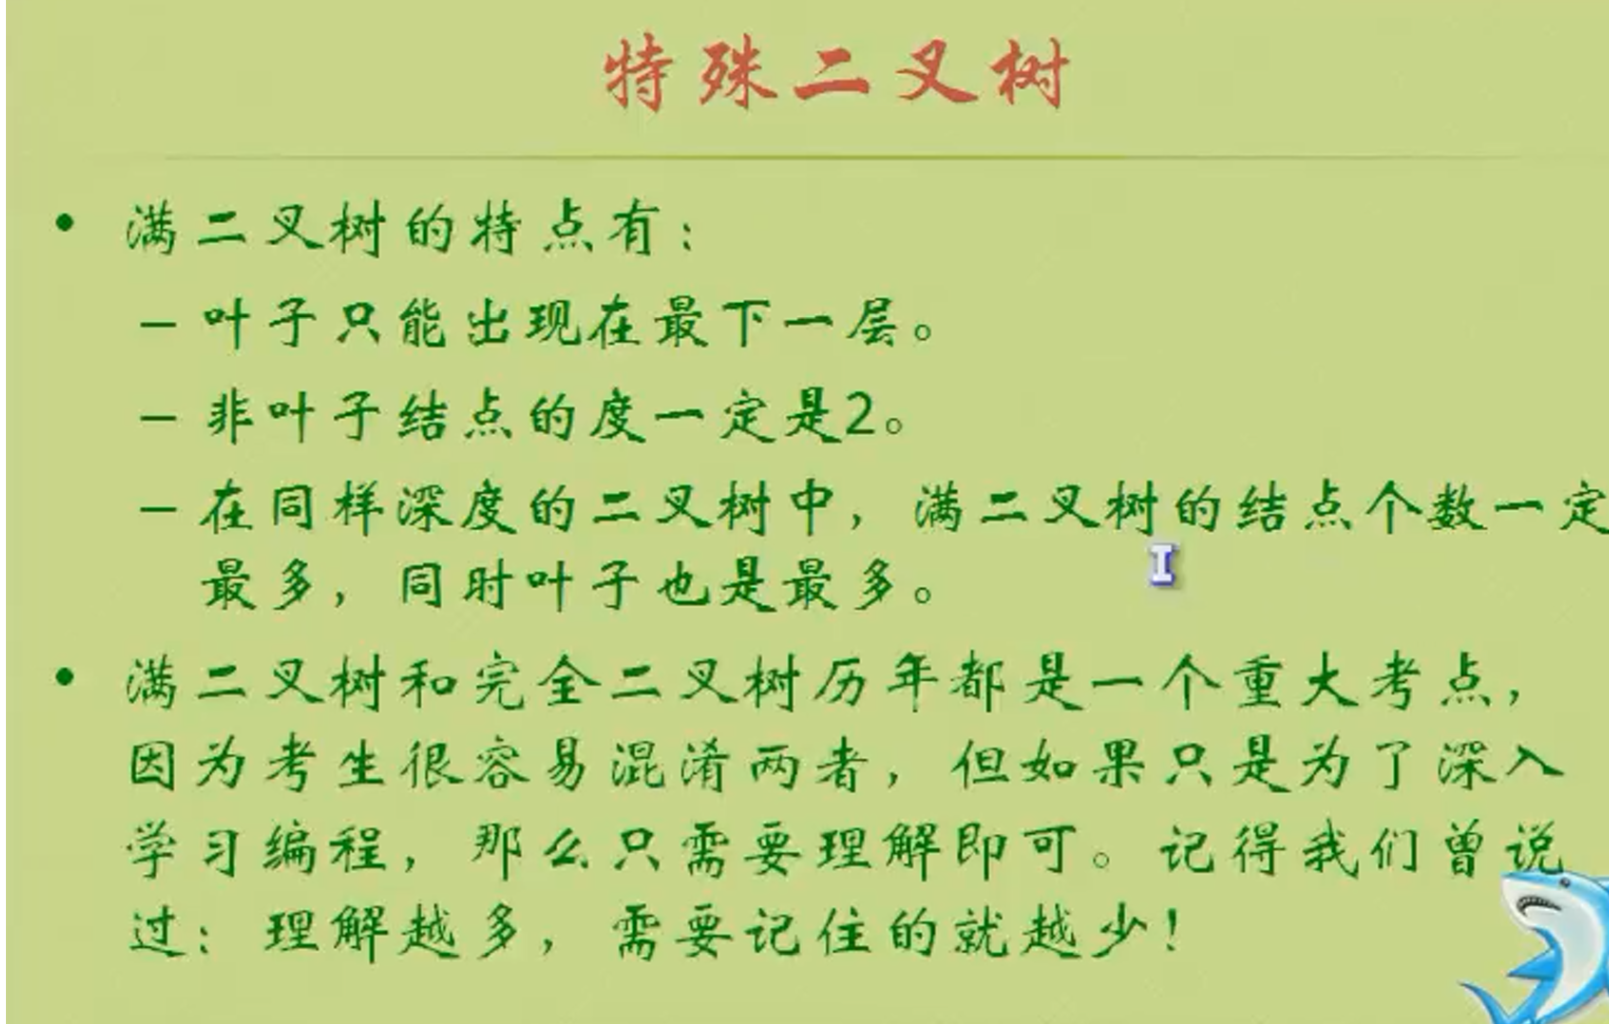 特殊二叉树
• 满二叉树的特点有：
– 叶子只能出现在最下一层。
– 非叶子结点的度一定是2。
– 在同样深度的二叉树中，满二叉树的结点个数一定
最多，同时叶子也是最多。
• 满二叉树和完全二叉树历年都是一个重大考点，
因为考生很容易混淆两者，但如果只是为了深入
学习编程，那么只需要理解即可。记得我们曾说
过：理解越多，需要记住的就越少！